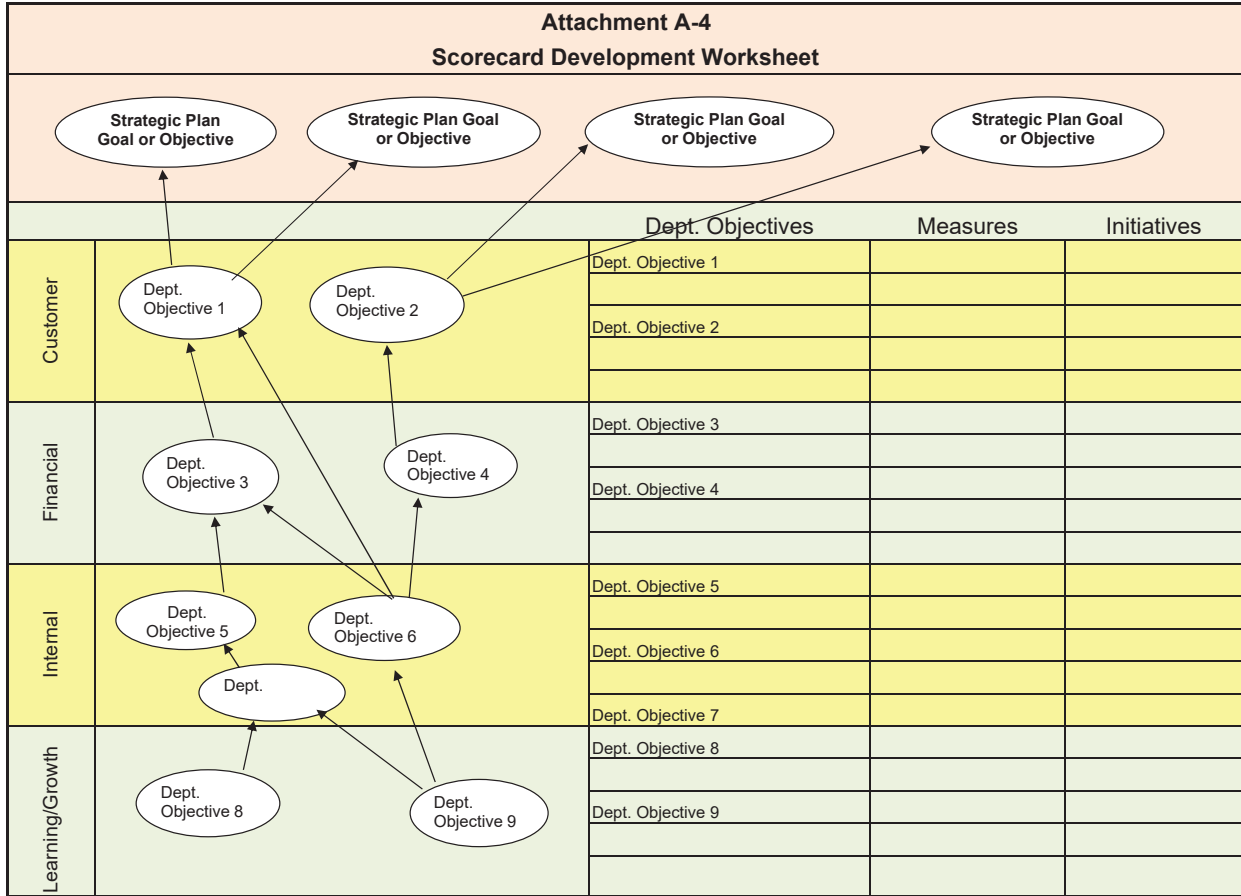 Attachment A-4
Scorecard Development Worksheet
Strategic Plan
Goal or Objective
Strategic Plan Goal
or Objective
Strategic Plan Goal
or Objective
Strategic Plan Goal
or Objective
Dept. Objectives
Measures
Initiatives
Customer
Dept.
Objective 1
Dept.
Objective 2
Dept. Objective 1
Dept. Objective 2
Financial
Dept.
Objective 3
Dept.
Objective 4
Dept. Objective 3
Dept. Objective 4
Internal
Dept.
Objective 5
Dept.
Objective 6
Dept.
Dept. Objective 5
Dept. Objective 6
Dept. Objective 7
Learning/Growth
Dept.
Objective 8
Dept.
Objective 9
Dept. Objective 8
Dept. Objective 9